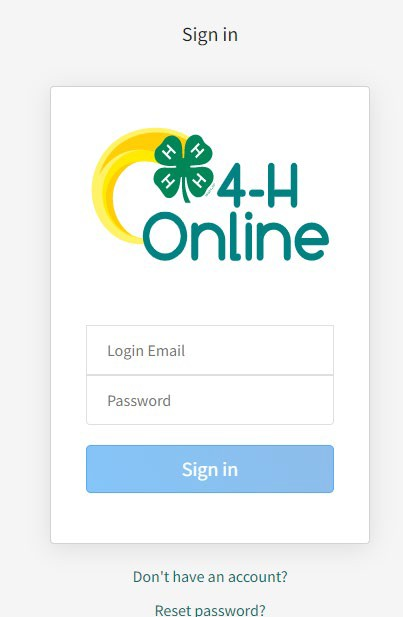 Sign in
H H
H H
4-H
Online
Login Email
Password
Sign in
Don't have an account?
Reset password?